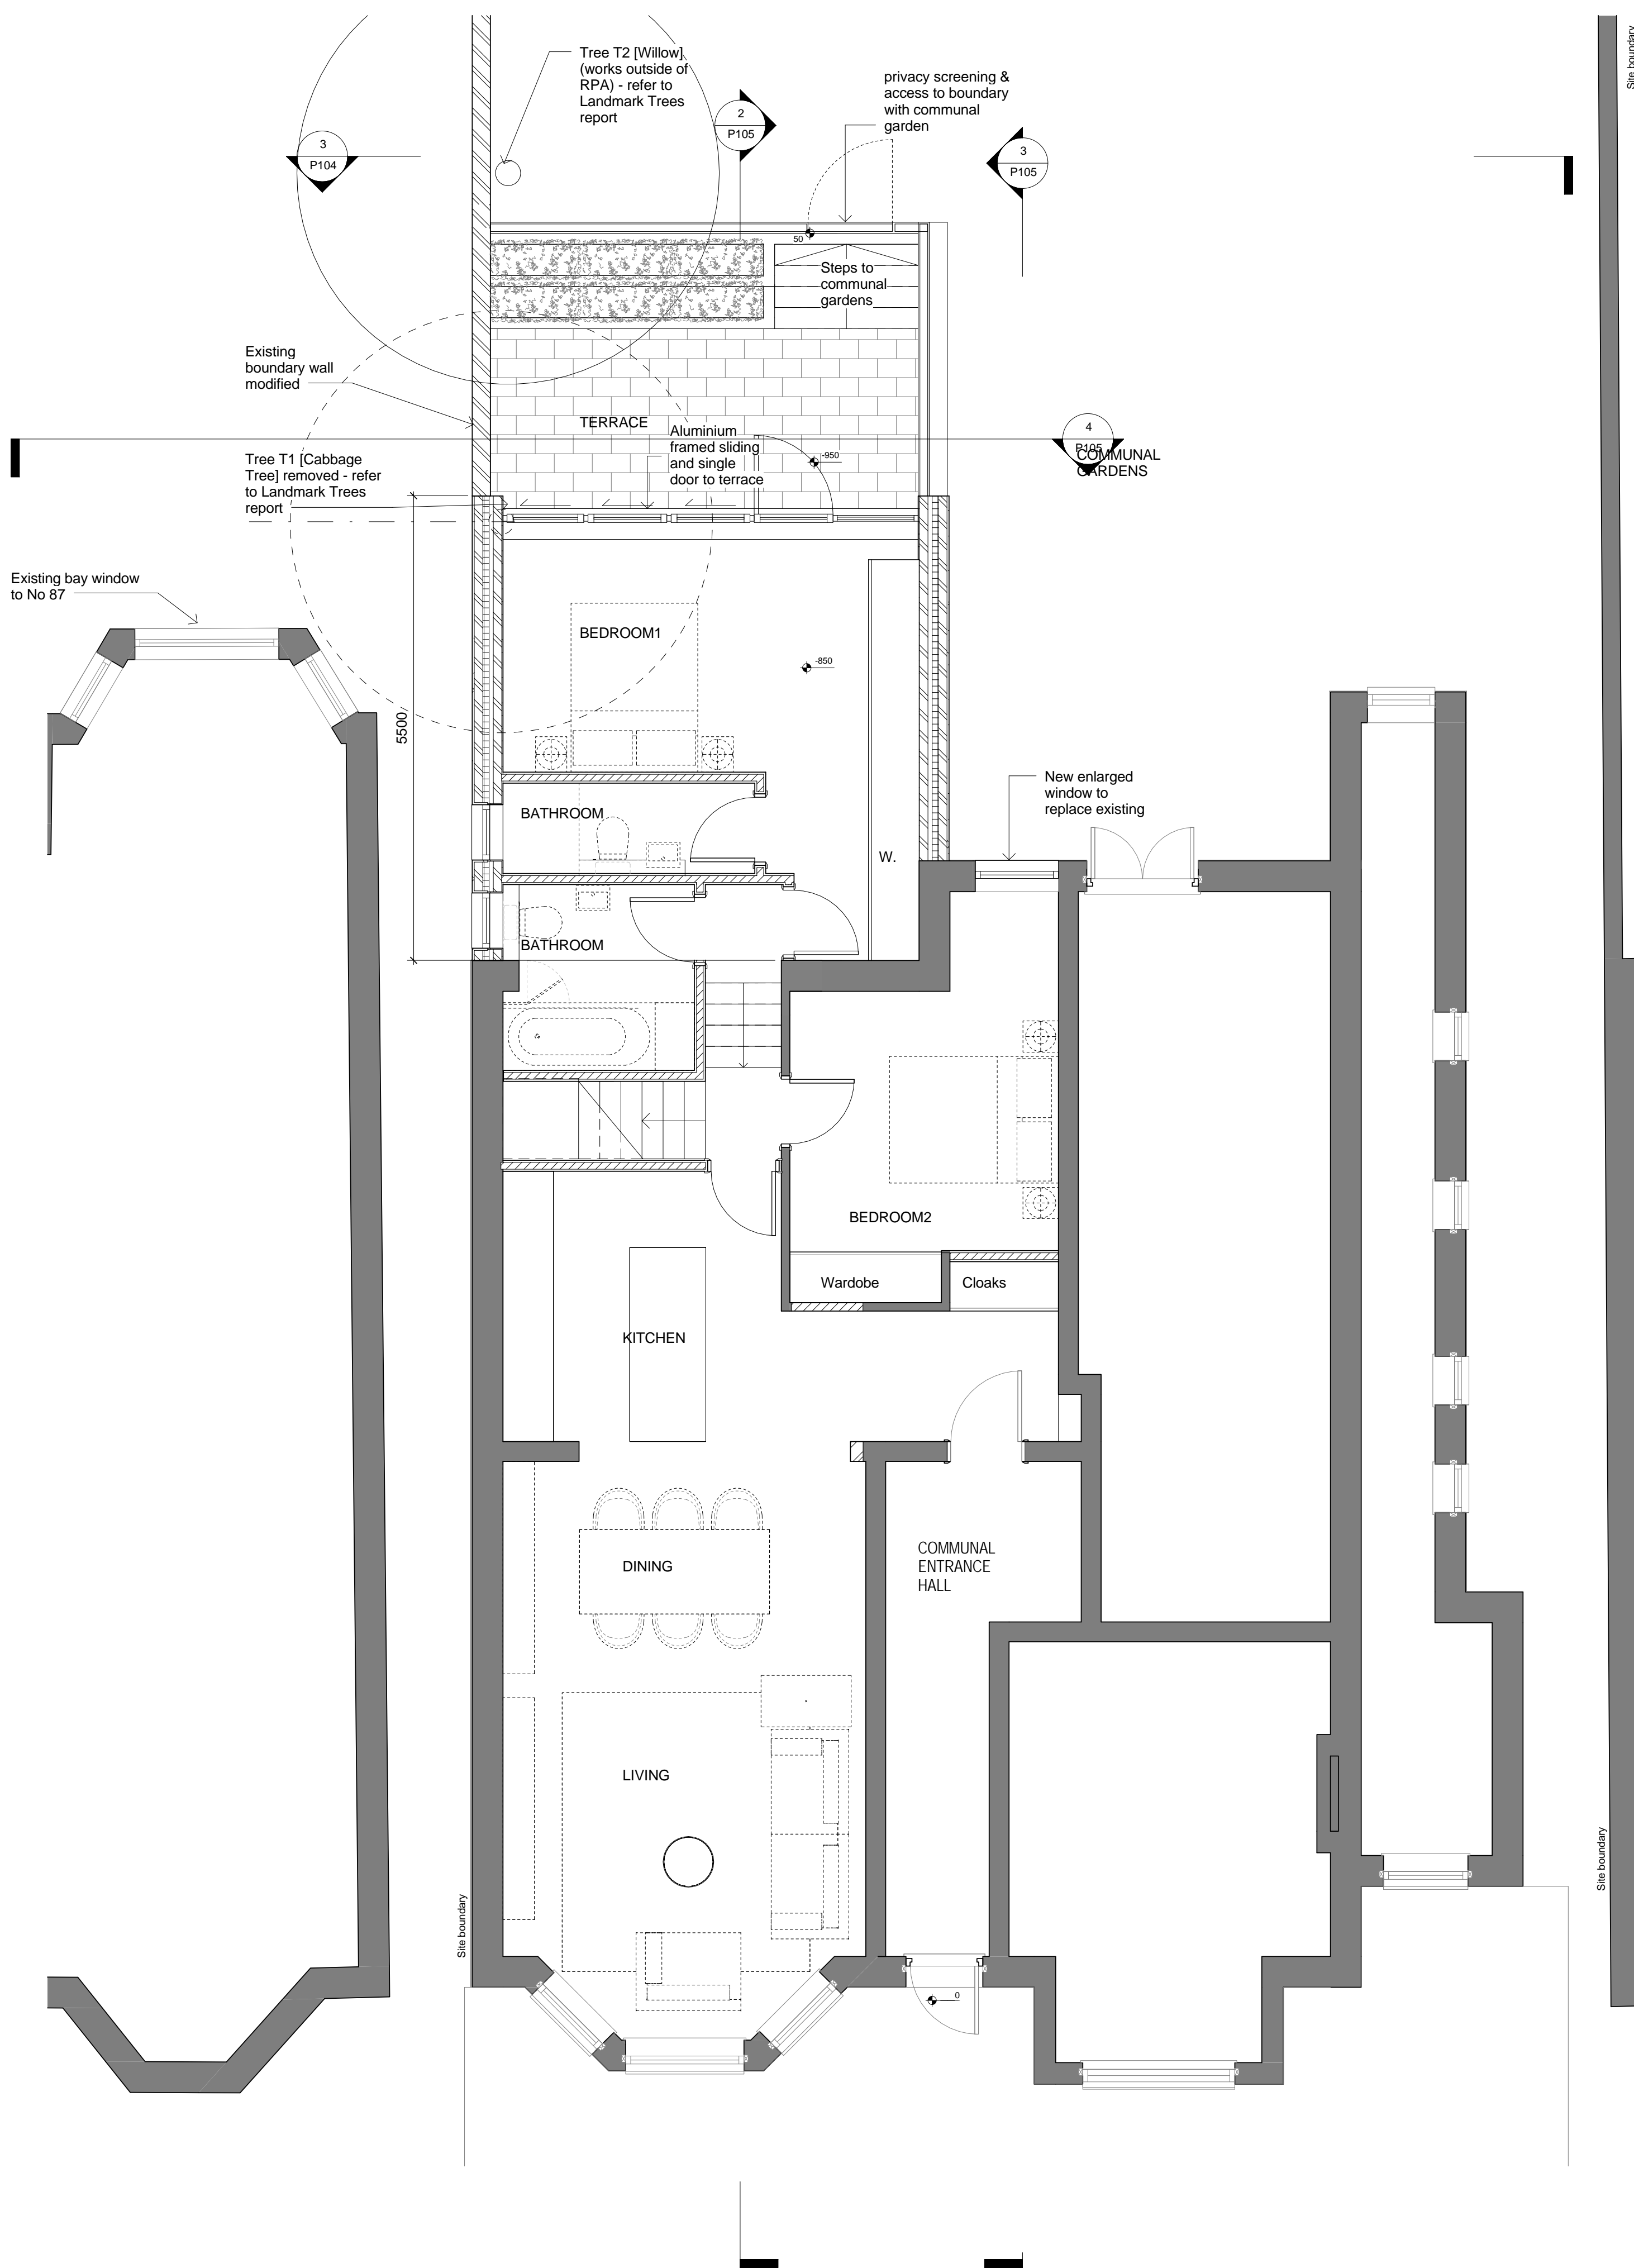 Site boundary
Tree T2 [Willow]
(works outside of
RPA) - refer to
Landmark Trees
report
privacy screening &
access to boundary
with communal
garden
2
P105
3
P104
3
P105
50
Steps to
communal
gardens
Existing
boundary wall
modified
TERRACE
Aluminium
framed sliding
and single
door to terrace
-950
4
P105
COMMUNAL
GARDENS
Tree T1 [Cabbage
Tree] removed - refer
to Landmark Trees
report
Existing bay window
to No 87
BEDROOM1
-850
5500
New enlarged
window to
replace existing
BATHROOM
W.
BATHROOM
BEDROOM2
Wardobe
Cloaks
KITCHEN
COMMUNAL
ENTRANCE
HALL
DINING
LIVING
Site boundary
Site boundary
0